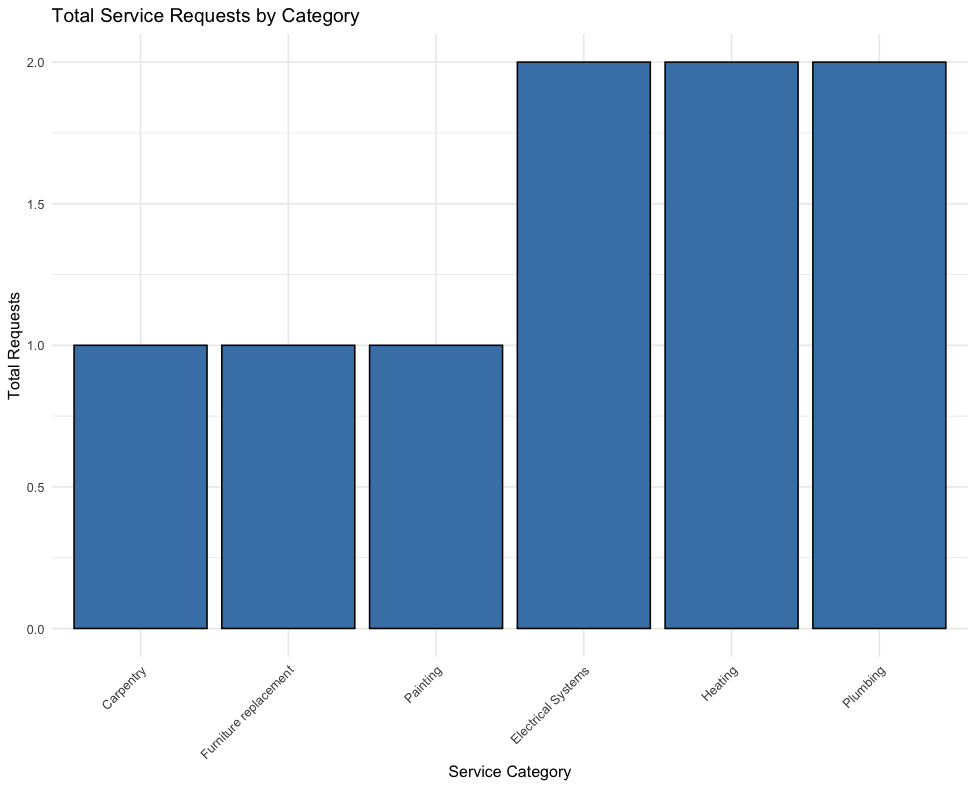 Total Service Requests by Category
Total Requests
2.0
1.5
1.0
0.5
0.0
Carpentry
Furniture replacement
Painting
Electrical Systems
Heating
Plumbing
Service Category